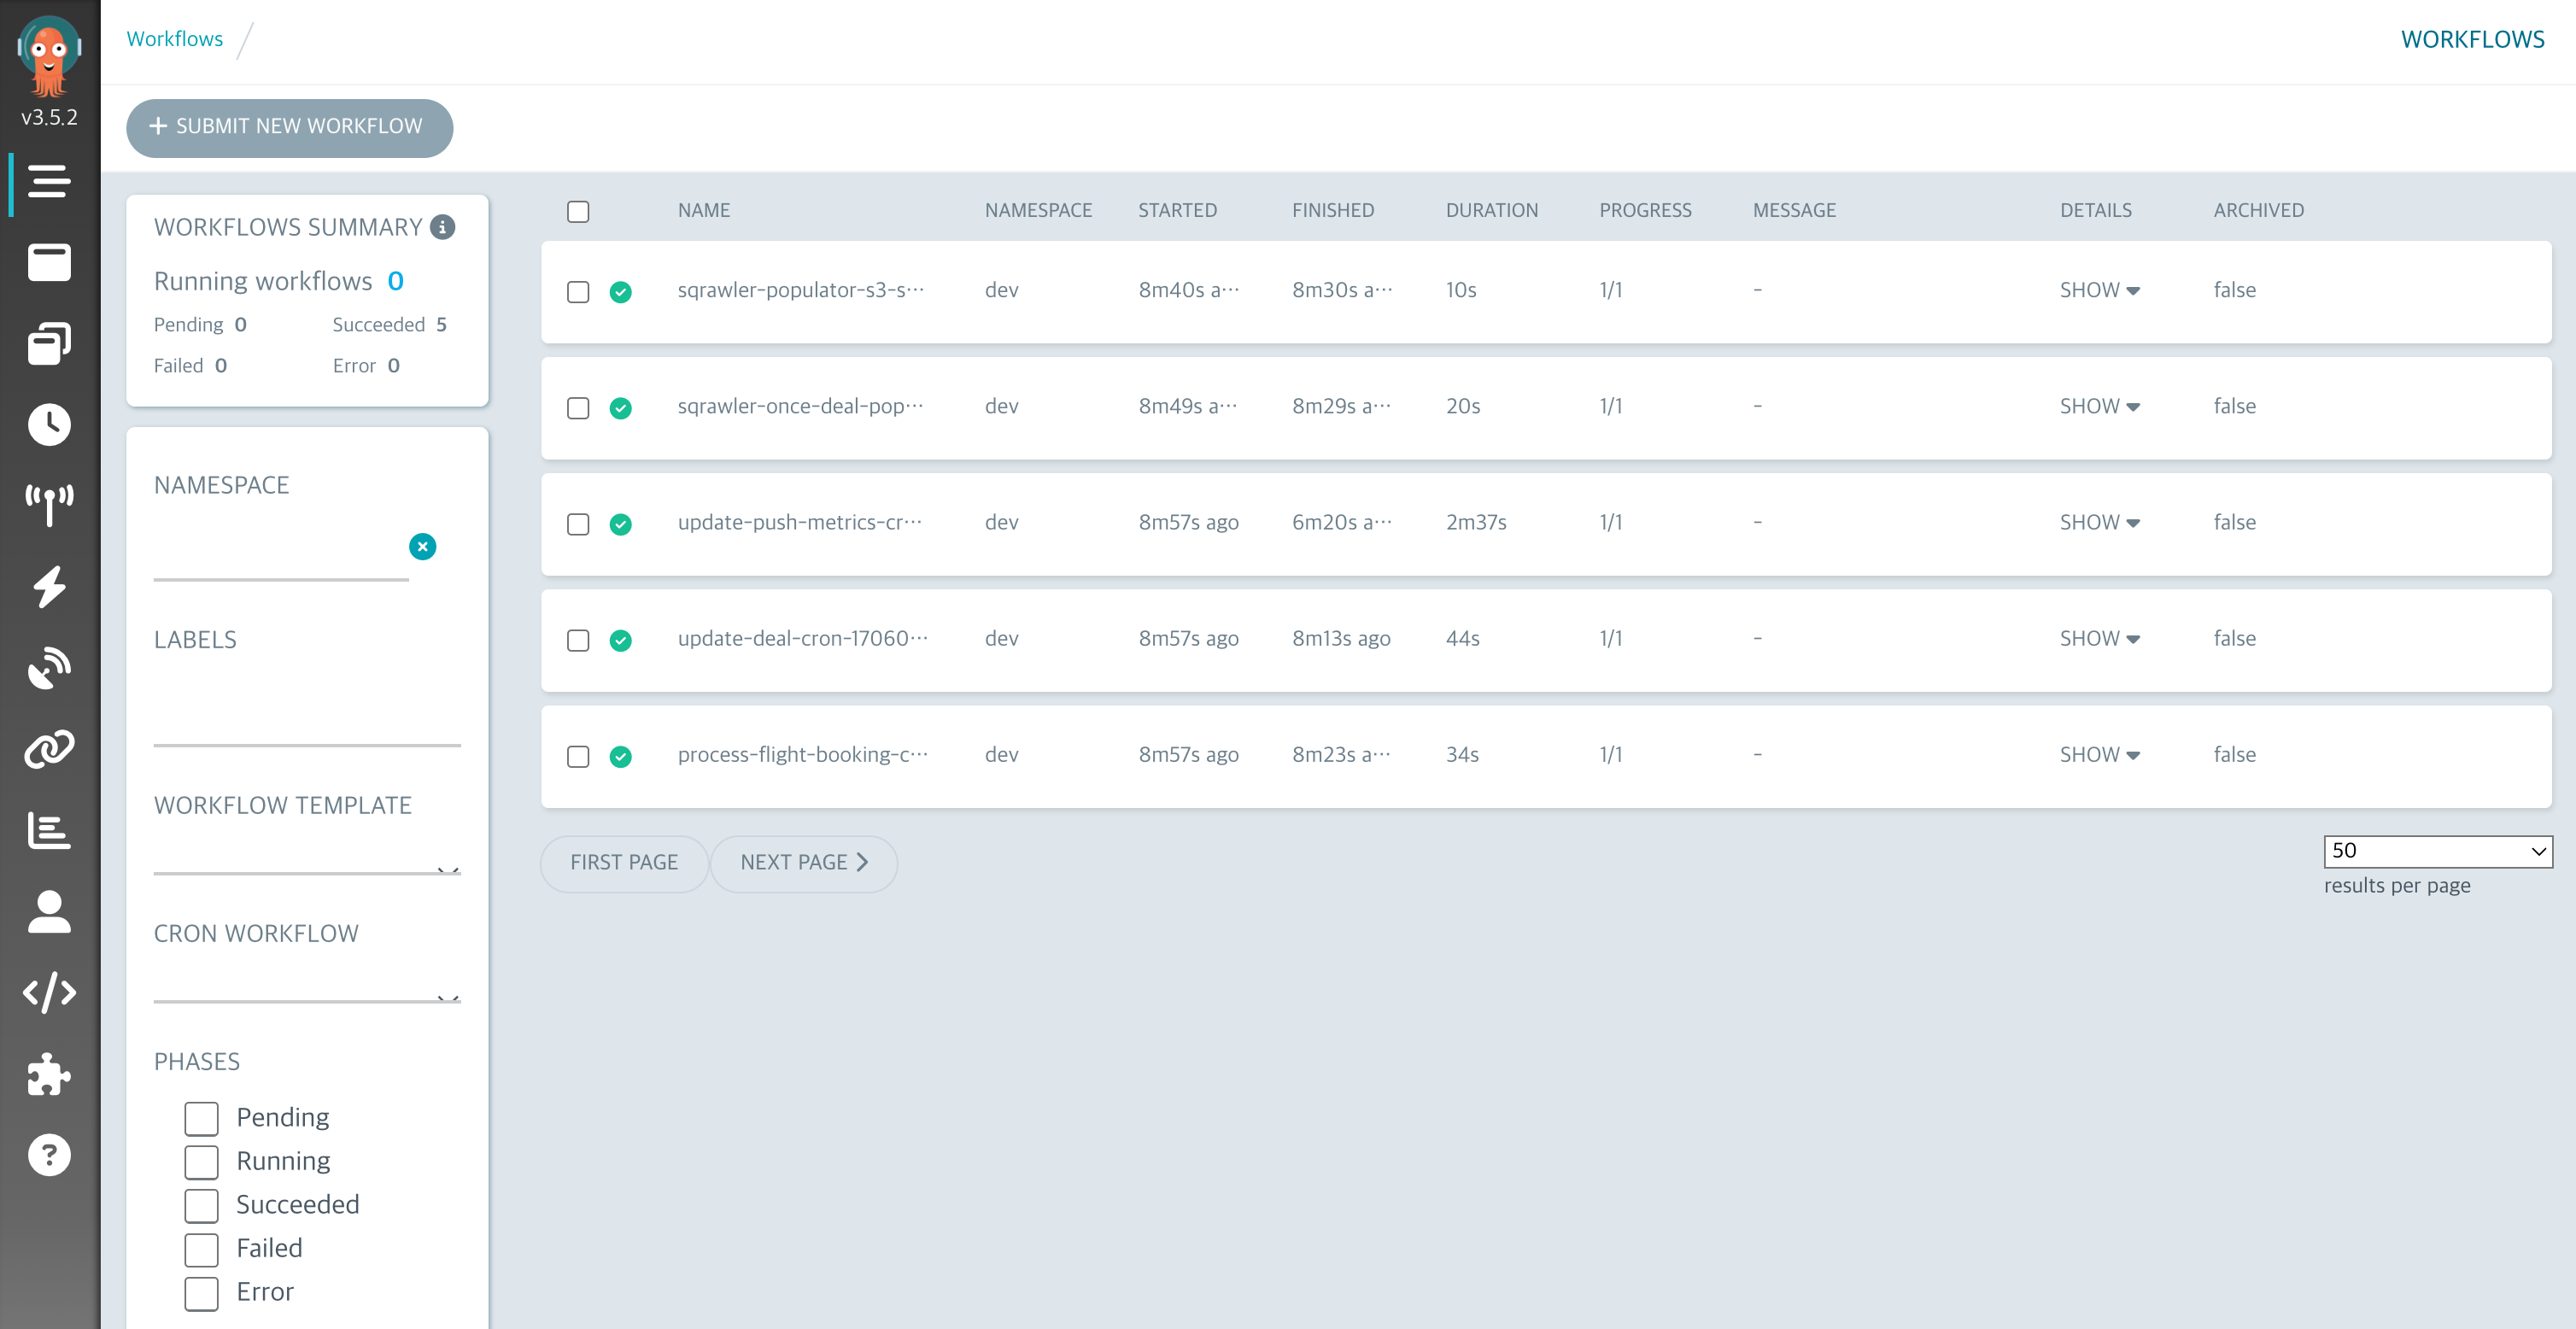 Workflows
WORKFLOWS
v3.5.2
+ SUBMIT NEW WORKFLOW
WORKFLOWS SUMMARY
Running workflows 0
Pending 0 Succeeded 5
Failed 0 Error 0
NAMESPACE
LABELS
WORKFLOW TEMPLATE
CRON WORKFLOW
PHASES
Pending
Running
Succeeded
Failed
Error
NAME NAMESPACE STARTED FINISHED DURATION PROGRESS MESSAGE DETAILS ARCHIVED
sqrawler-populator-s3-s… dev 8m40s a… 8m30s a… 10s 1/1 - SHOW false
sqrawler-once-deal-pop… dev 8m49s a… 8m29s a… 20s 1/1 - SHOW false
update-push-metrics-cr… dev 8m57s ago 6m20s a… 2m37s 1/1 - SHOW false
update-deal-cron-17060… dev 8m57s ago 8m13s ago 44s 1/1 - SHOW false
process-flight-booking-c… dev 8m57s ago 8m23s a… 34s 1/1 - SHOW false
FIRST PAGE NEXT PAGE
50
results per page